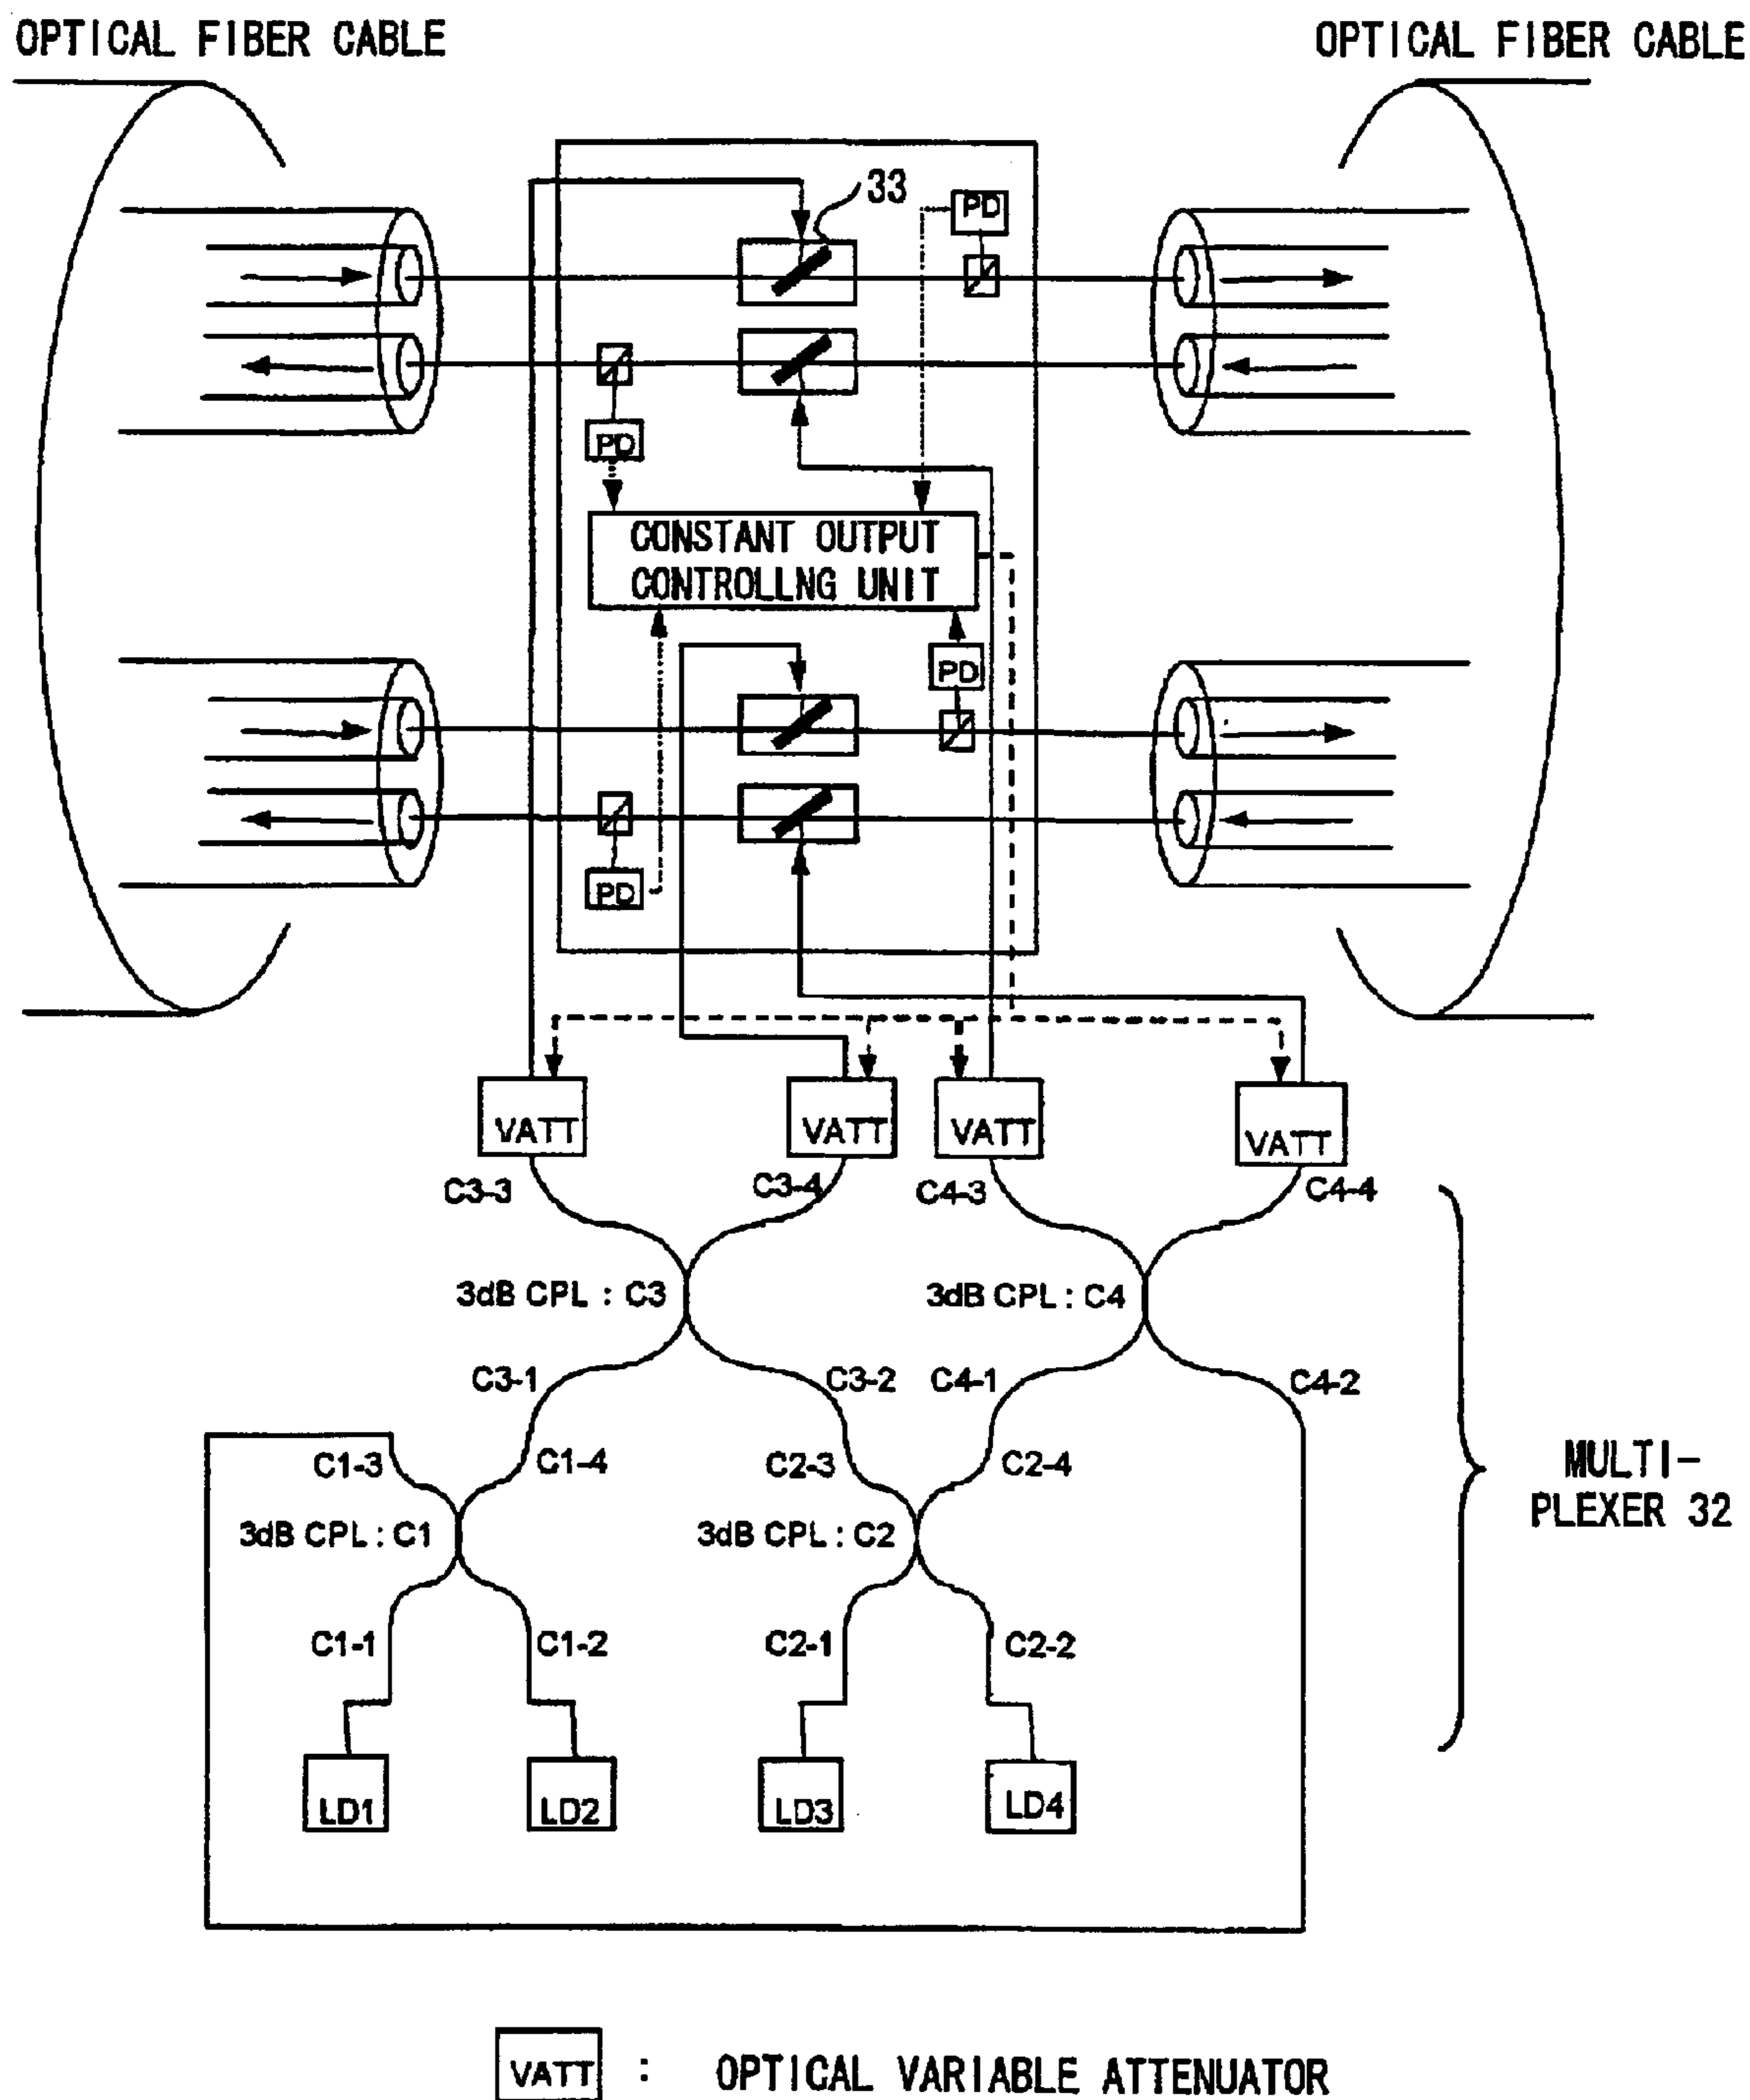 OPTICAL FIBER CABLE
OPTICAL FIBER CABLE
33
PD
PD
CONSTANT OUTPUT
CONTROLLNG UNIT
PD
PD
VATT
VATT
VATT
VATT
C3-3
C3-4
C4-3
C4-4
3dB CPL : C3
3dB CPL : C4
C3-1
C3-2
C4-1
C4-2
C1-3
C1-4
C2-3
C2-4
MULTI-
PLEXER 32
3dB CPL : C1
3dB CPL : C2
C1-1
C1-2
C2-1
C2-2
LD1
LD2
LD3
LD4
VATT : OPTICAL VARIABLE ATTENUATOR